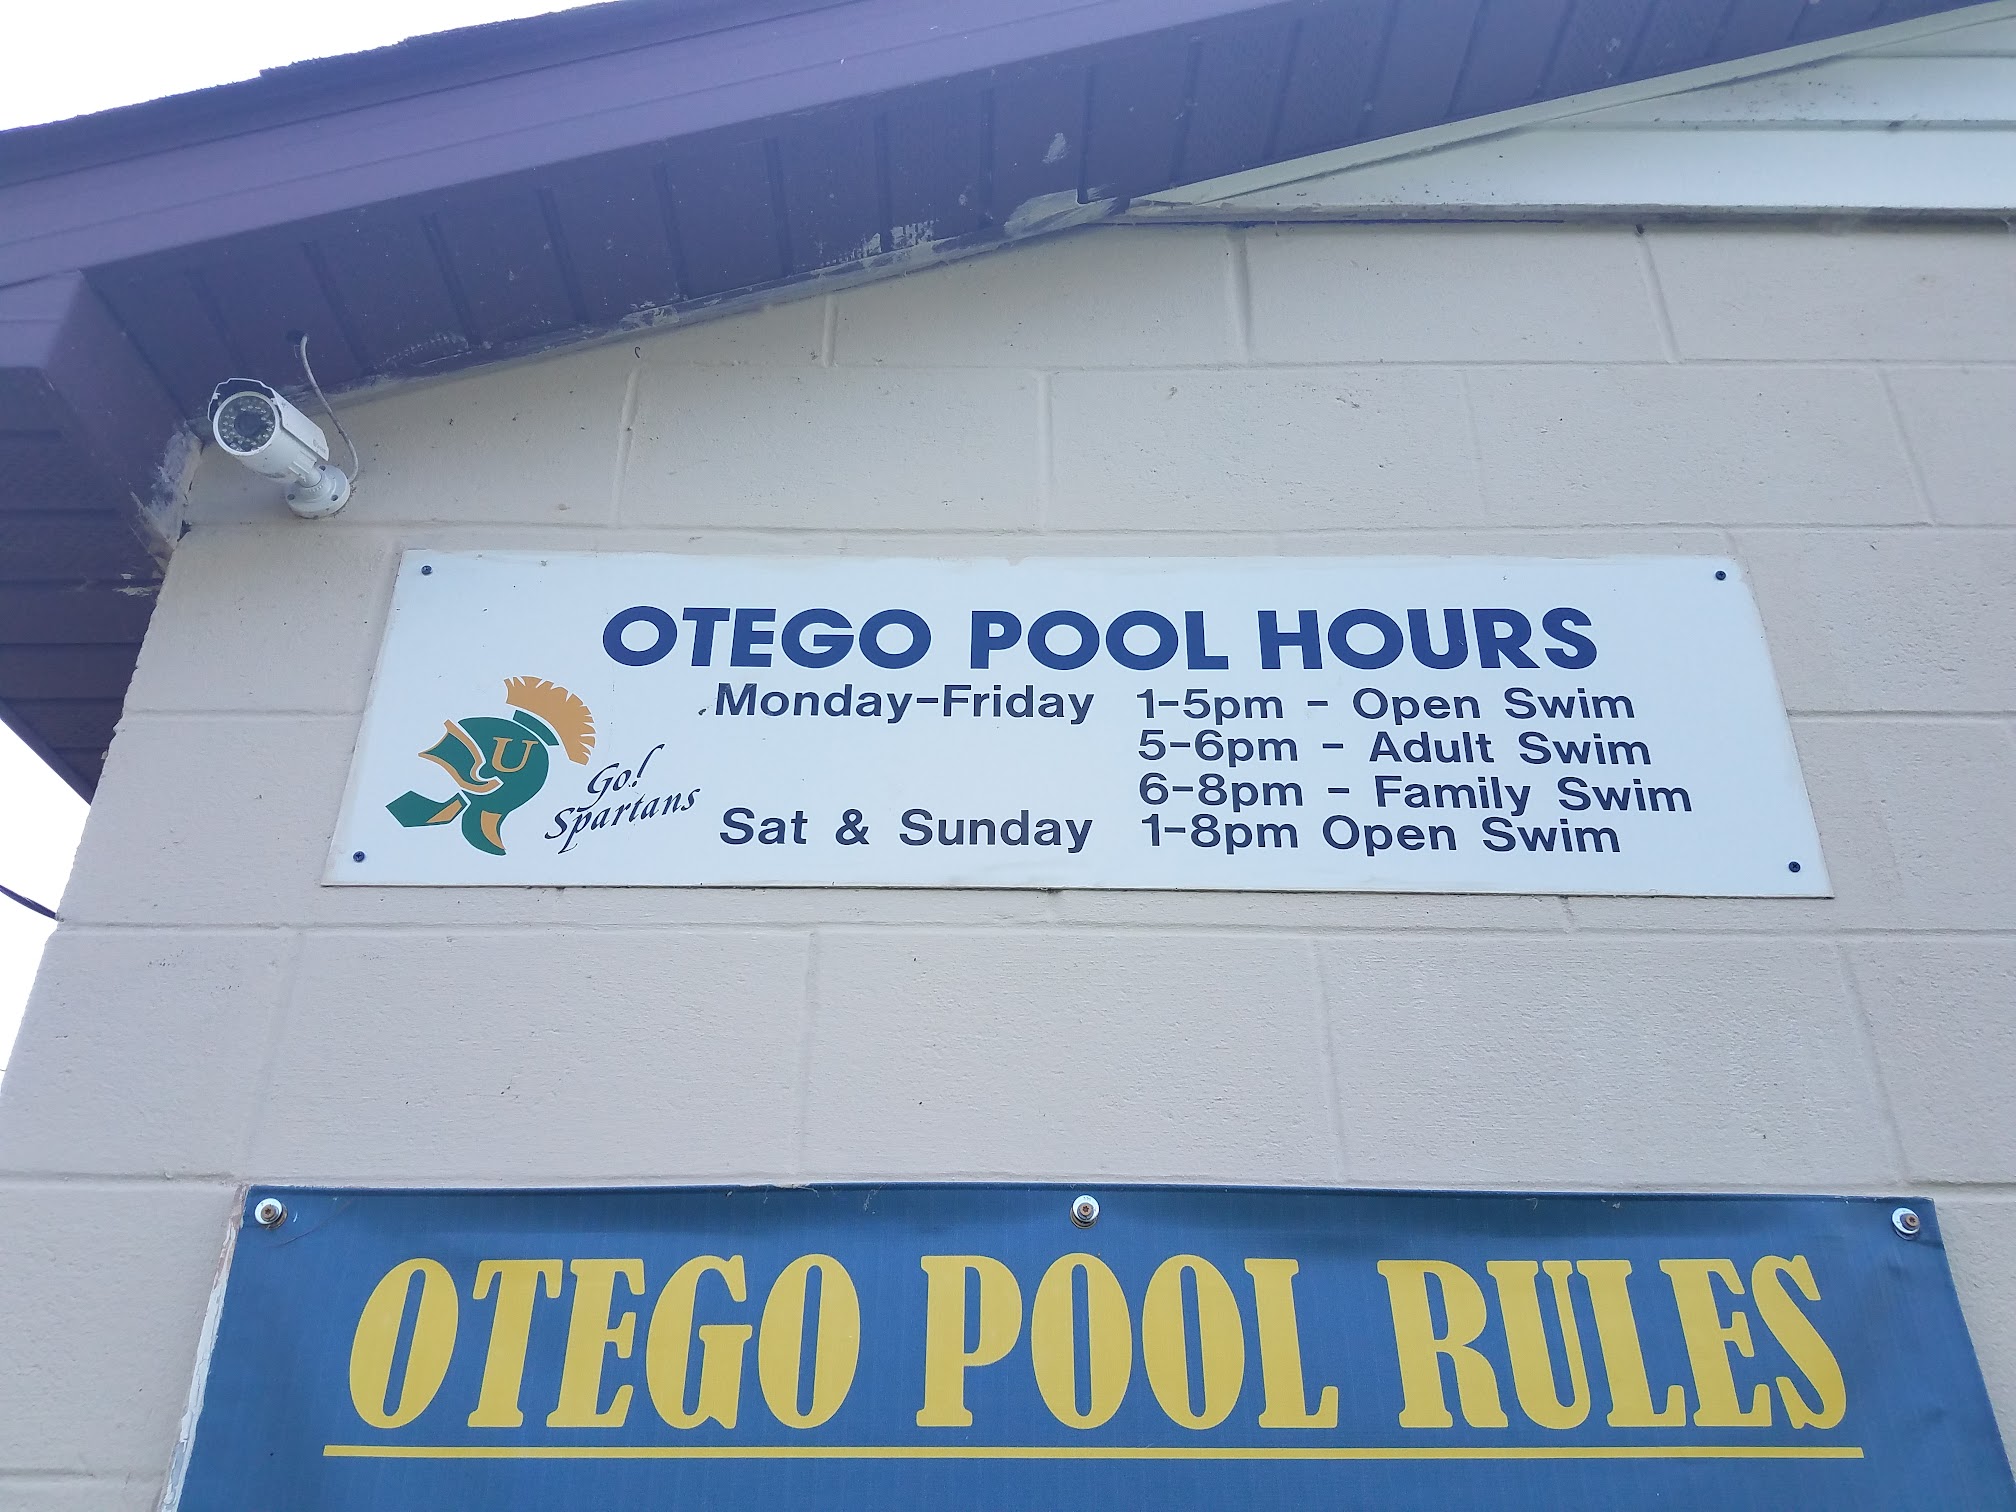 OTEGO POOL HOURS
Monday-Friday 1-5pm - Open Swim
5-6pm - Adult Swim
6-8pm - Family Swim
Sat & Sunday 1-8pm Open Swim
U
Go!
Spartans
OTEGO POOL RULES